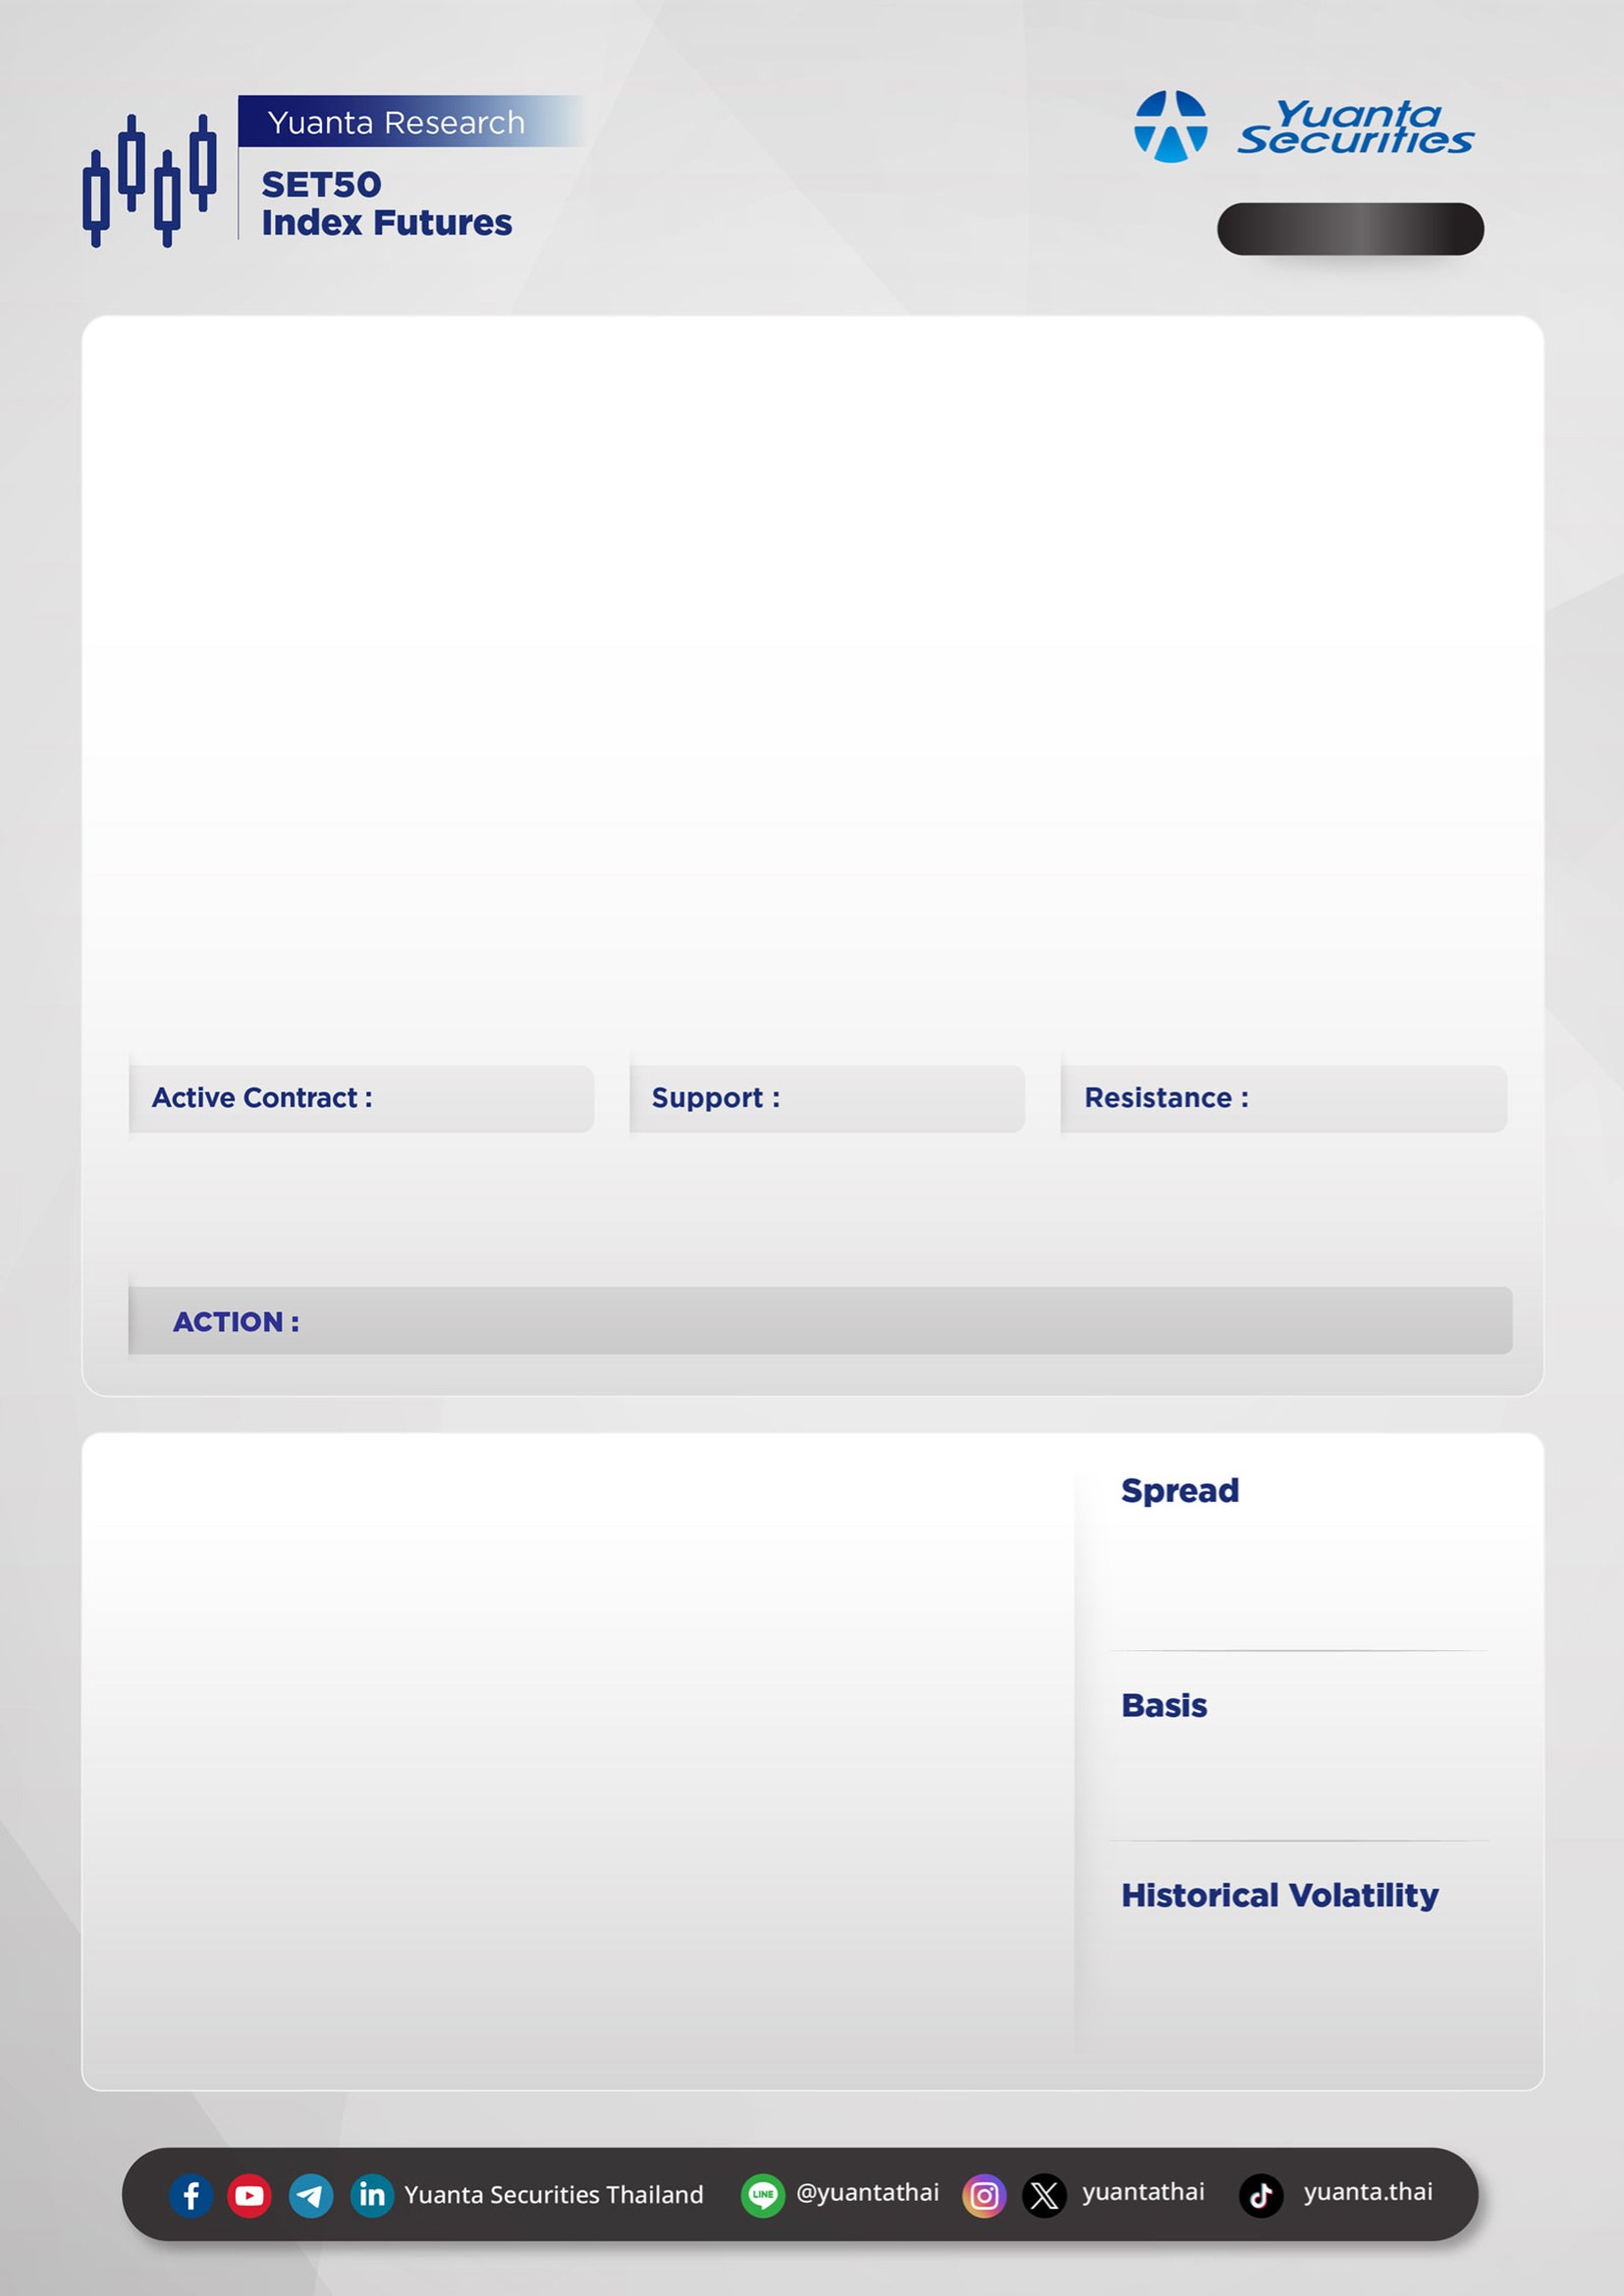 Yuanta Research
SET50
Index Futures
Yuanta
Securities
Active Contract :
Support :
Resistance :
ACTION :
Spread
Basis
Historical Volatility
Yuanta Securities Thailand
LINE
@yuantathai
yuantathai
yuanta.thai